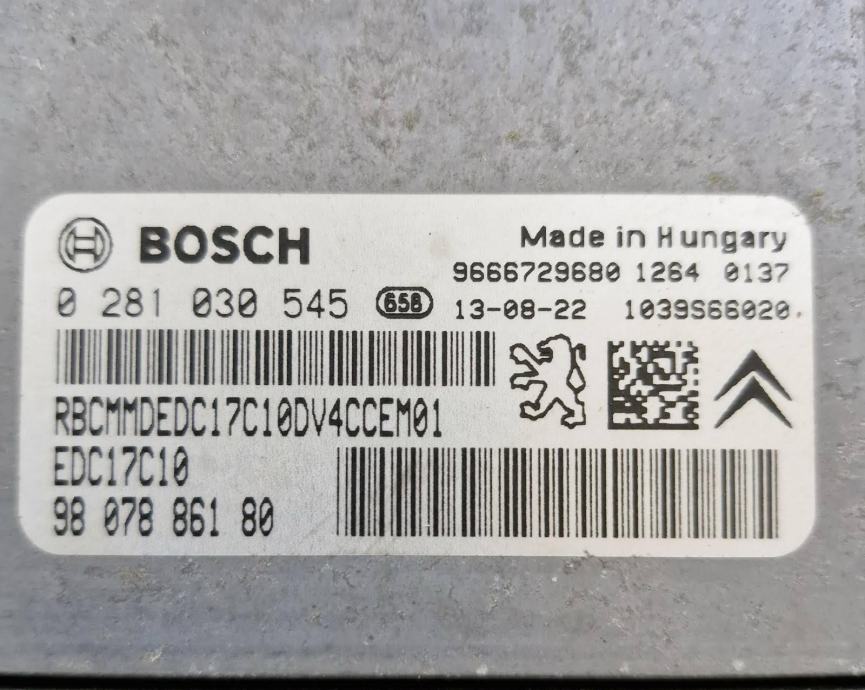 BOSCH
Made in Hungary
9666729680 1264 0137
0 281 030 545 658 13-08-22 1039S66020.
RBCMMDEDC17C10DV4CCEM01
EDC17C10
98 078 861 80